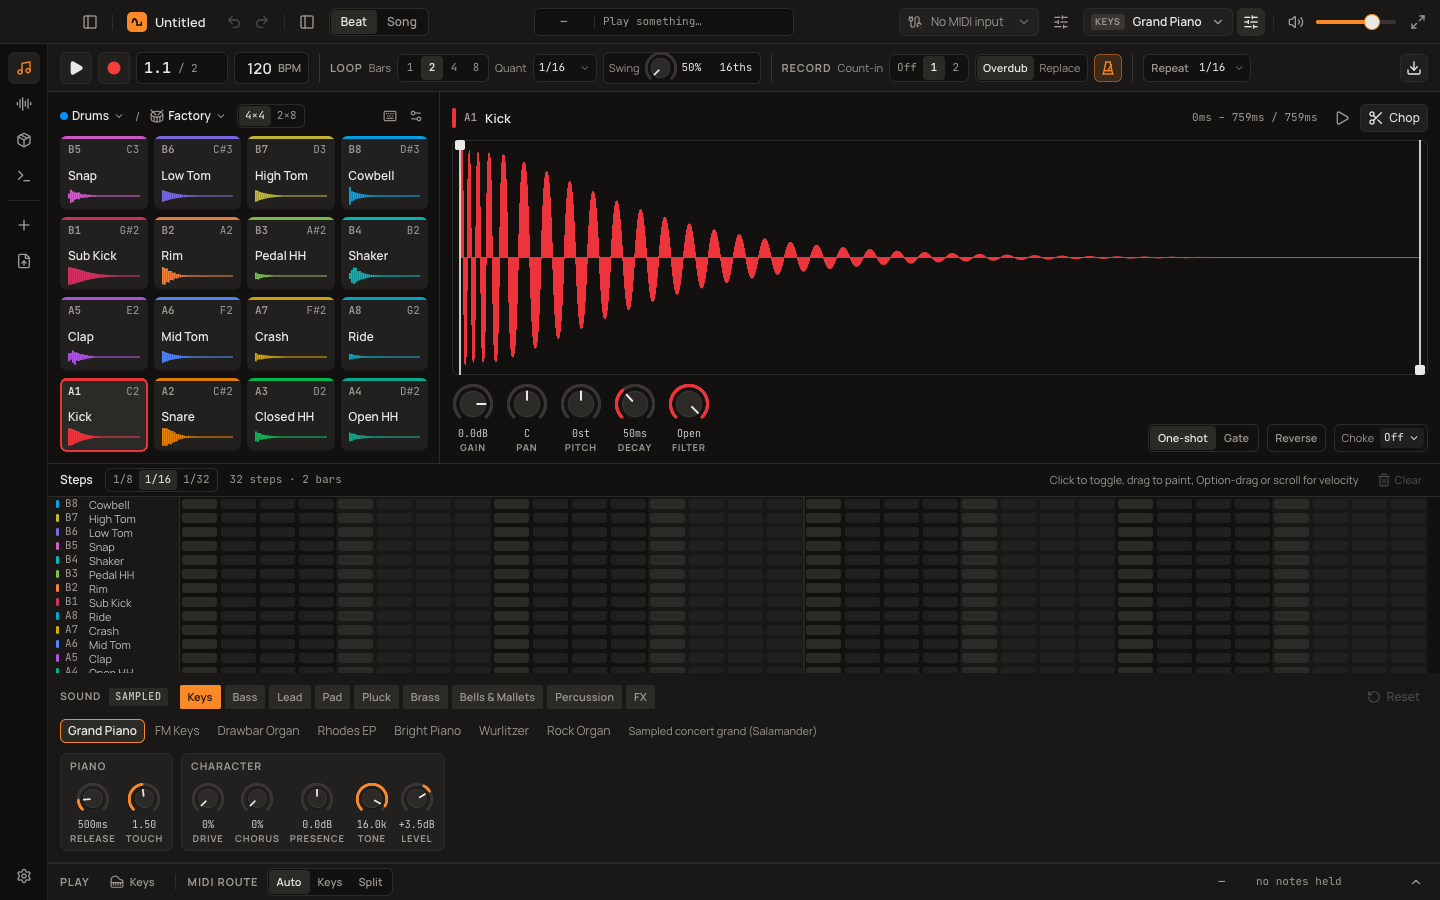 Untitled
Beat Song
– Play something…
No MIDI input
KEYS Grand Piano
1.1 / 2
120 BPM
LOOP Bars 1 2 4 8
Quant 1/16
Swing 50% 16ths
RECORD Count-in Off 1 2
Overdub Replace
Repeat 1/16
Drums / Factory
4×4 2×8
B5 C3
Snap
B6 C#3
Low Tom
B7 D3
High Tom
B8 D#3
Cowbell
B1 G#2
Sub Kick
B2 A2
Rim
B3 A#2
Pedal HH
B4 B2
Shaker
A5 E2
Clap
A6 F2
Mid Tom
A7 F#2
Crash
A8 G2
Ride
A1 C2
Kick
A2 C#2
Snare
A3 D2
Closed HH
A4 D#2
Open HH
A1 Kick
0ms – 759ms / 759ms
Chop
0.0dB
GAIN
C
PAN
0st
PITCH
50ms
DECAY
Open
FILTER
One-shot Gate
Reverse
Choke Off
Steps
1/8 1/16 1/32
32 steps · 2 bars
Click to toggle, drag to paint, Option-drag or scroll for velocity
Clear
B8 Cowbell
B7 High Tom
B6 Low Tom
B5 Snap
B4 Shaker
B3 Pedal HH
B2 Rim
B1 Sub Kick
A8 Ride
A7 Crash
A6 Mid Tom
A5 Clap
A4 Open HH
SOUND SAMPLED
Keys Bass Lead Pad Pluck Brass Bells & Mallets Percussion FX
Reset
Grand Piano FM Keys Drawbar Organ Rhodes EP Bright Piano Wurlitzer Rock Organ Sampled concert grand (Salamander)
PIANO
500ms
RELEASE
1.50
TOUCH
CHARACTER
0%
DRIVE
0%
CHORUS
0.0dB
PRESENCE
16.0k
TONE
+3.5dB
LEVEL
PLAY Keys
MIDI ROUTE Auto Keys Split
– no notes held